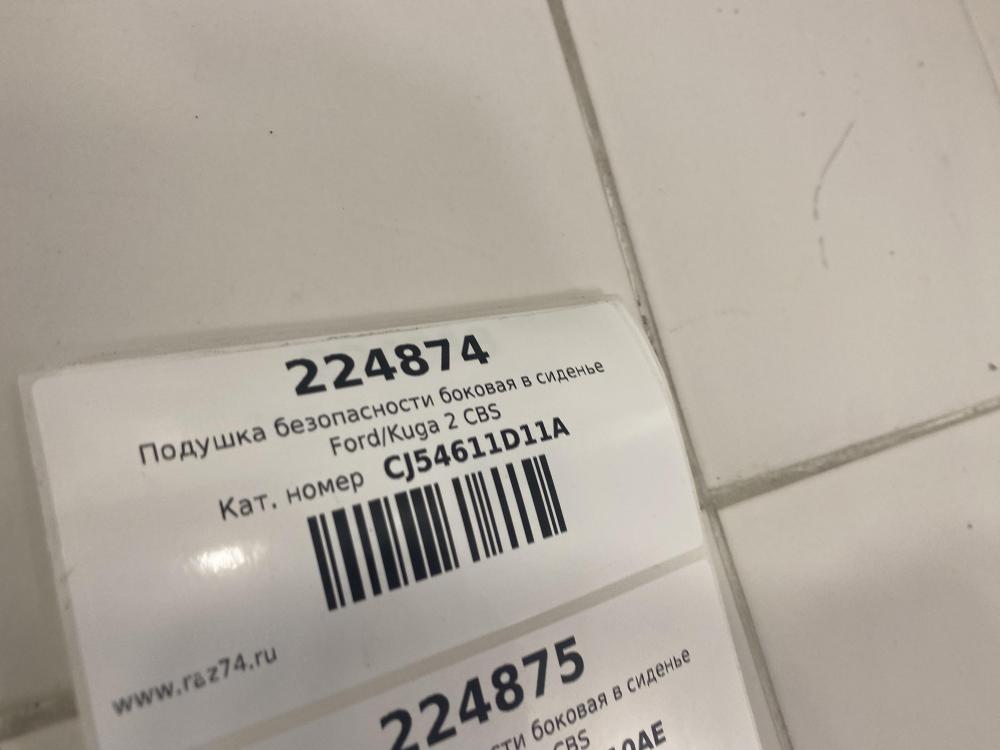 224874
Подушка безопасности боковая в сиденье
Ford/Kuga 2 CBS
Кат. номер CJ54611D11A
www.raz74.ru
224875
боковая в сиденье
CBS